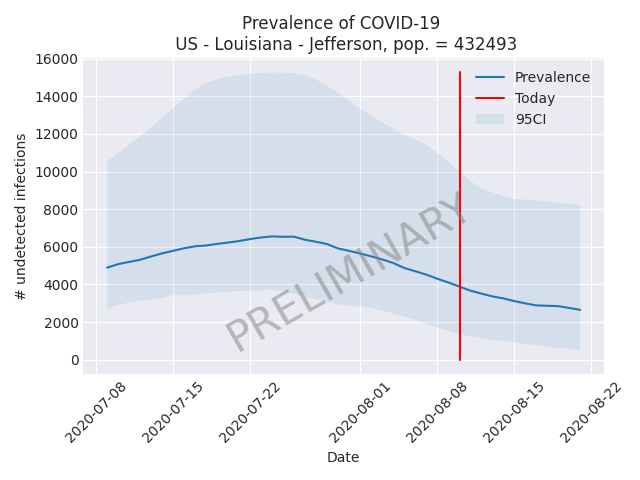 Prevalence of COVID-19
US - Louisiana - Jefferson, pop. = 432493
16000
14000
12000
10000
8000
6000
4000
2000
0
# undetected infections
Prevalence
Today
95CI
PRELIMINARY
2020-07-08
2020-07-15
2020-07-22
2020-08-01
2020-08-08
2020-08-15
2020-08-22
Date